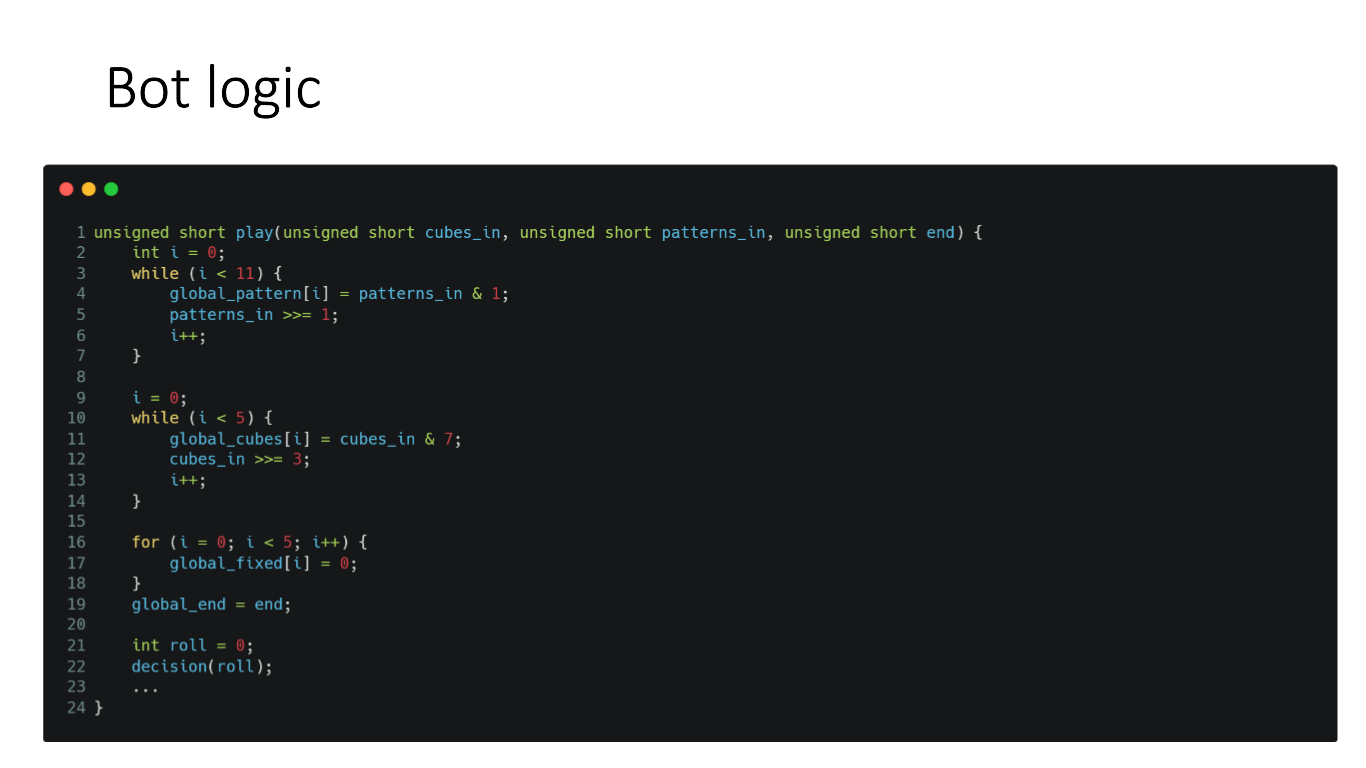 Bot logic
1 unsigned short play(unsigned short cubes_in, unsigned short patterns_in, unsigned short end) {
2     int i = 0;
3     while (i < 11) {
4         global_pattern[i] = patterns_in & 1;
5         patterns_in >>= 1;
6         i++;
7     }
8
9     i = 0;
10     while (i < 5) {
11         global_cubes[i] = cubes_in & 7;
12         cubes_in >>= 3;
13         i++;
14     }
15
16     for (i = 0; i < 5; i++) {
17         global_fixed[i] = 0;
18     }
19     global_end = end;
20
21     int roll = 0;
22     decision(roll);
23     ...
24 }